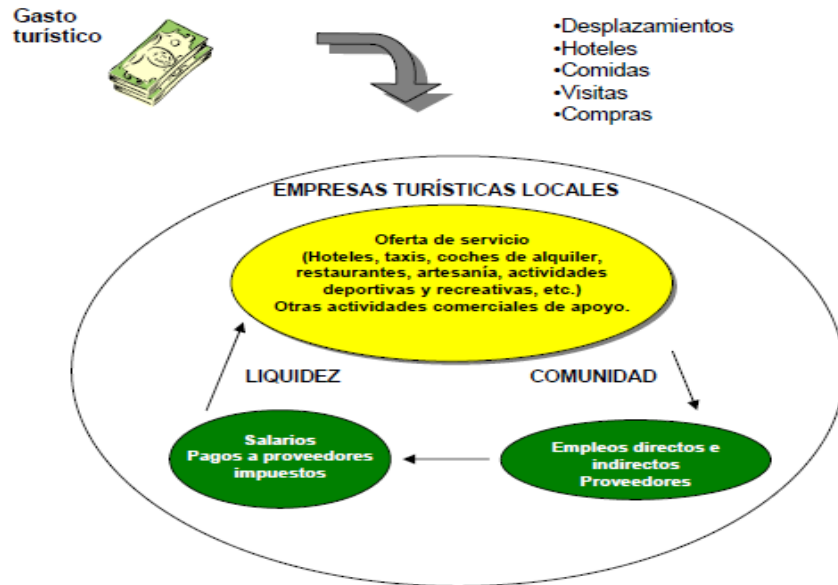 Gasto
turístico
•Desplazamientos
•Hoteles
•Comidas
•Visitas
•Compras
EMPRESAS TURÍSTICAS LOCALES
Oferta de servicio
(Hoteles, taxis, coches de alquiler,
restaurantes, artesanía, actividades
deportivas y recreativas, etc.)
Otras actividades comerciales de apoyo.
LIQUIDEZ
COMUNIDAD
Salarios
Pagos a proveedores
impuestos
Empleos directos e
indirectos
Proveedores